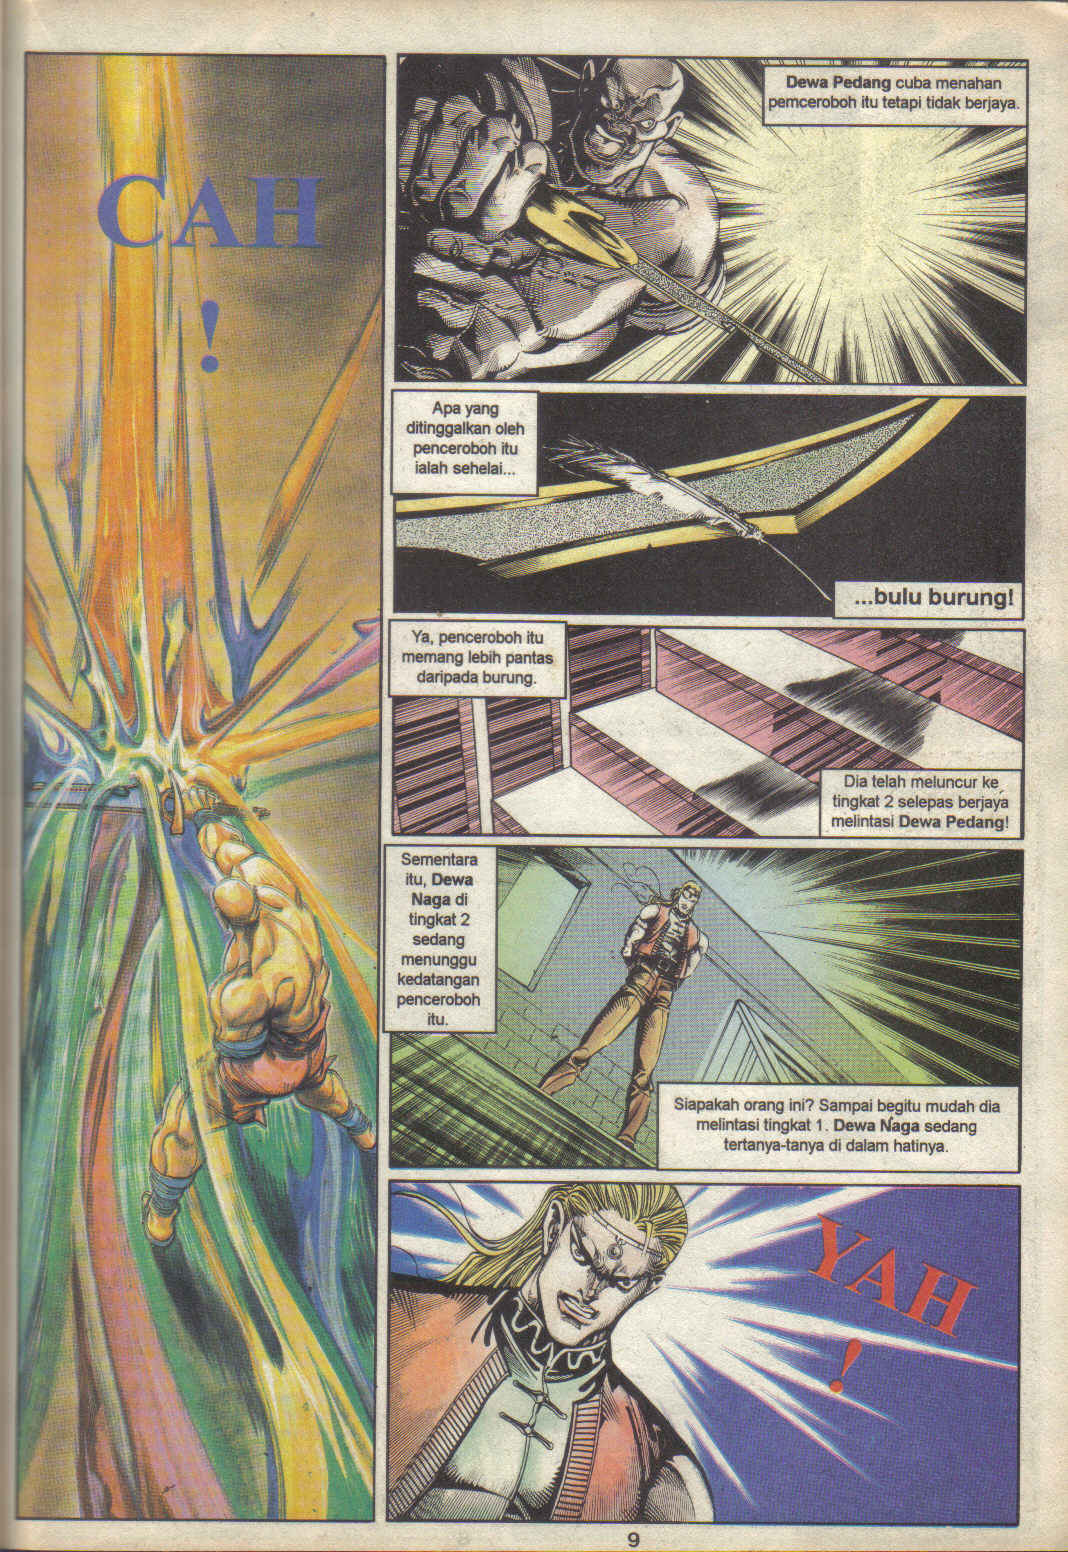 CAH
!
Dewa Pedang cuba menahan
pemceroboh itu tetapi tidak berjaya.
Apa yang
ditinggalkan oleh
penceroboh itu
ialah sehelai...
...bulu burung!
Ya, penceroboh itu
memang lebih pantas
daripada burung.
Dia telah meluncur ke
tingkat 2 selepas berjaya
melintasi Dewa Pedang!
Sementara
itu, Dewa
Naga di
tingkat 2
sedang
menunggu
kedatangan
penceroboh
itu.
Siapakah orang ini? Sampai begitu mudah dia
melintasi tingkat 1. Dewa Naga sedang
tertanya-tanya di dalam hatinya.
YAH
!
9